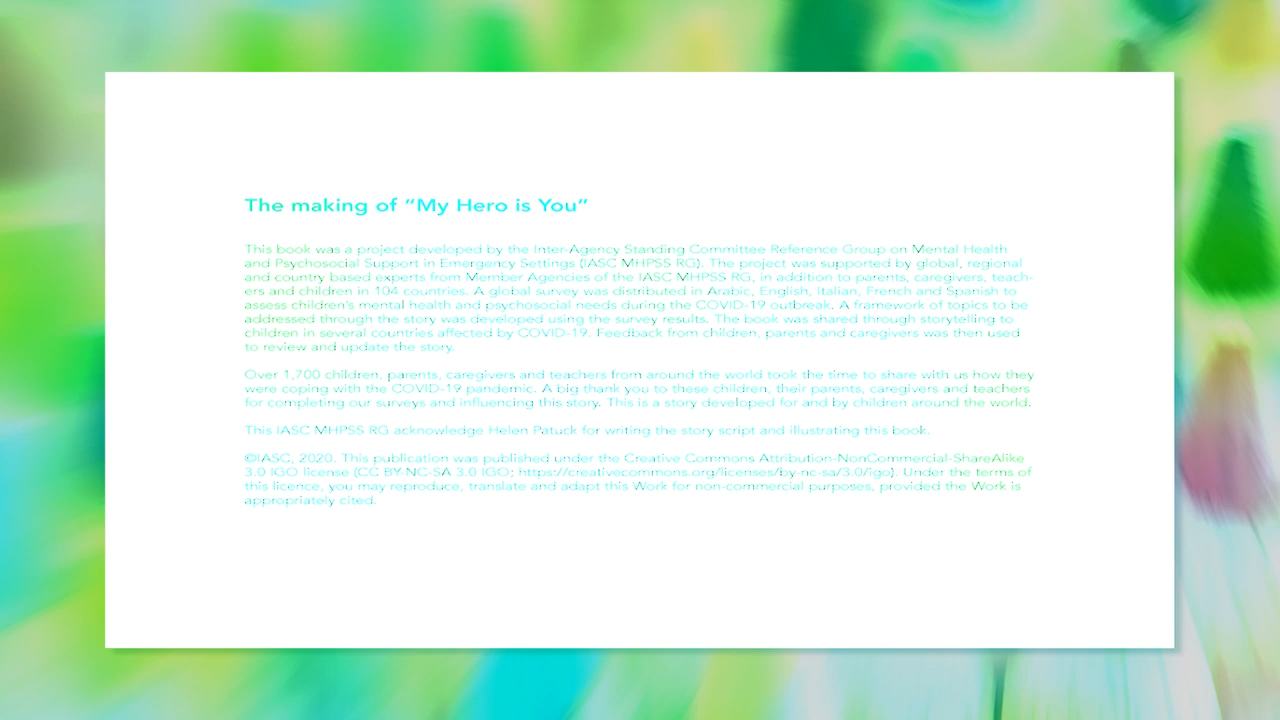 The making of “My Hero is You”
This book was a project developed by the Inter-Agency Standing Committee Reference Group on Mental Health
and Psychosocial Support in Emergency Settings (IASC MHPSS RG). The project was supported by global, regional
and country based experts from Member Agencies of the IASC MHPSS RG, in addition to parents, caregivers, teach-
ers and children in 104 countries. A global survey was distributed in Arabic, English, Italian, French and Spanish to
assess children’s mental health and psychosocial needs during the COVID-19 outbreak. A framework of topics to be
addressed through the story was developed using the survey results. The book was shared through storytelling to
children in several countries affected by COVID-19. Feedback from children, parents and caregivers was then used
to review and update the story.
Over 1,700 children, parents, caregivers and teachers from around the world took the time to share with us how they
were coping with the COVID-19 pandemic. A big thank you to these children, their parents, caregivers and teachers
for completing our surveys and influencing this story. This is a story developed for and by children around the world.
This IASC MHPSS RG acknowledge Helen Patuck for writing the story script and illustrating this book.
©IASC, 2020. This publication was published under the Creative Commons Attribution-NonCommercial-ShareAlike
3.0 IGO license (CC BY-NC-SA 3.0 IGO; https://creativecommons.org/licenses/by-nc-sa/3.0/igo). Under the terms of
this licence, you may reproduce, translate and adapt this Work for non-commercial purposes, provided the Work is
appropriately cited.